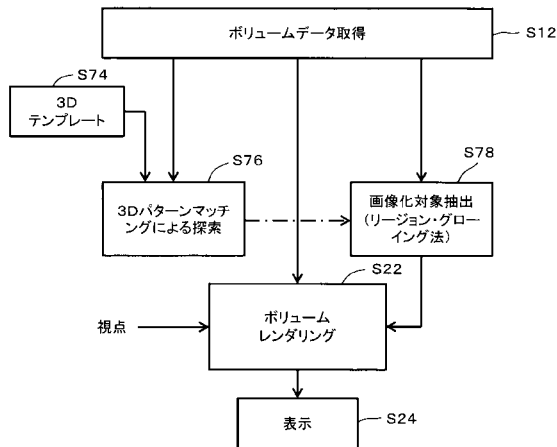 ボリュームデータ取得
S12
S74
3D
テンプレート
S76
3Dパターンマッチ
ングによる探索
S78
画像化対象抽出
(リージョン・グロー
イング法)
S22
視点
ボリューム
レンダリング
表示
S24